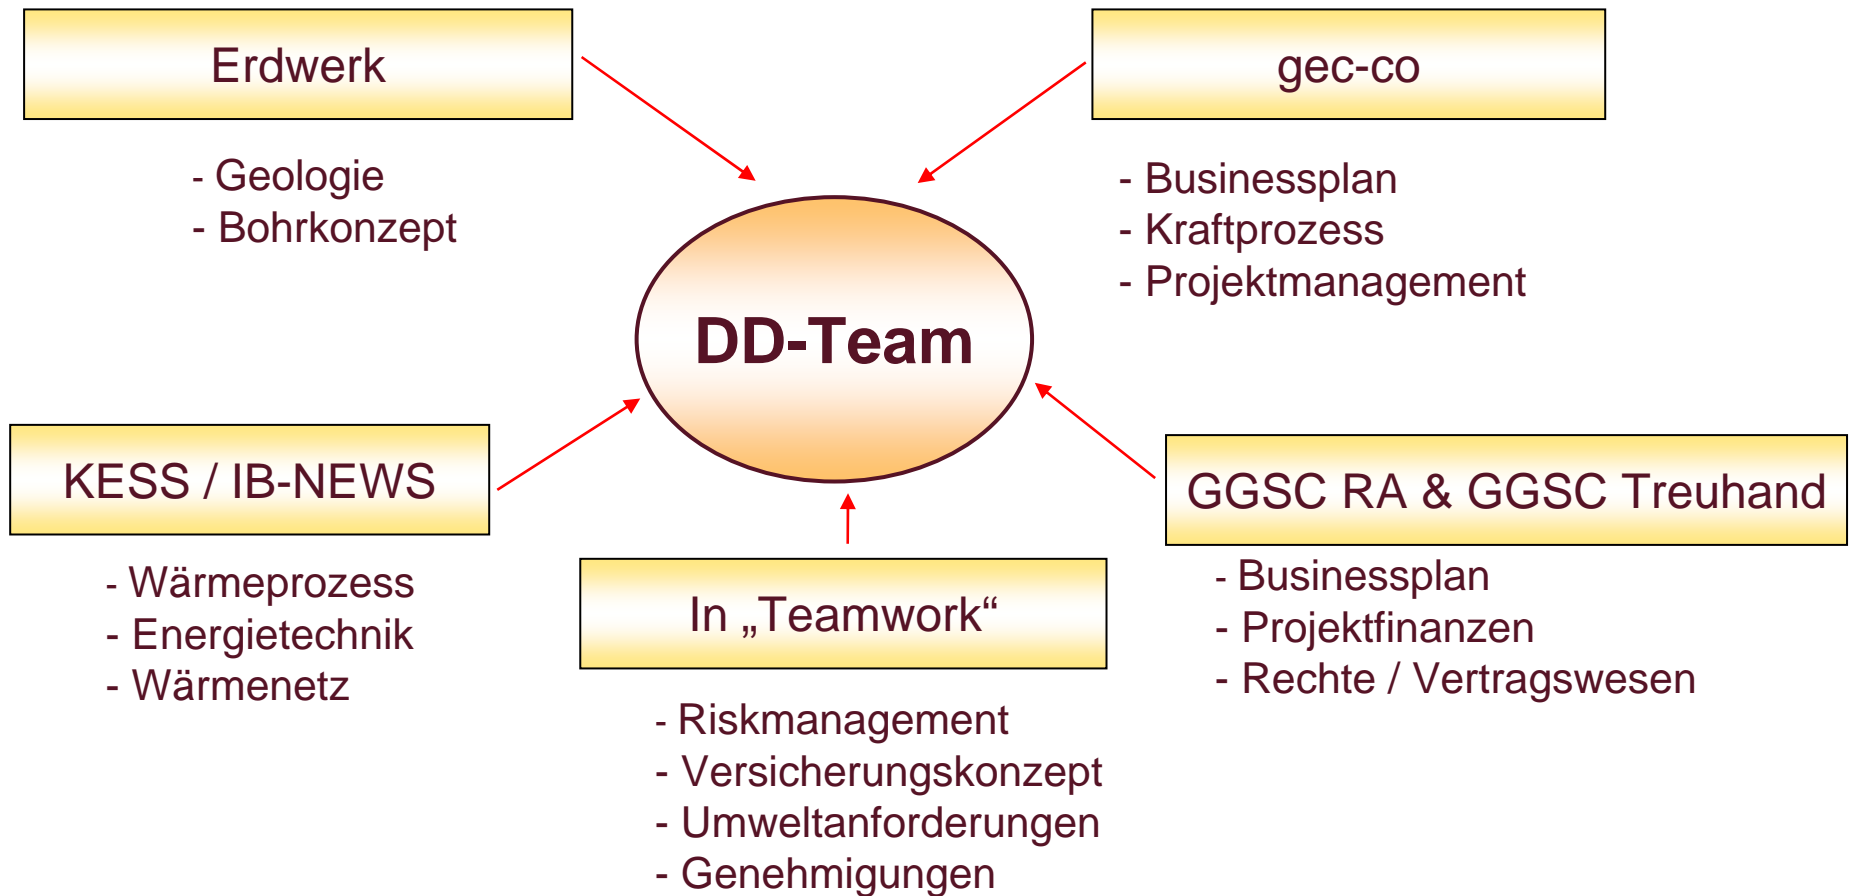 Erdwerk
- Geologie
- Bohrkonzept
gec-co
- Businessplan
- Kraftprozess
- Projektmanagement
DD-Team
KESS / IB-NEWS
- Wärmeprozess
- Energietechnik
- Wärmenetz
In „Teamwork“
- Riskmanagement
- Versicherungskonzept
- Umweltanforderungen
- Genehmigungen
GGSC RA & GGSC Treuhand
- Businessplan
- Projektfinanzen
- Rechte / Vertragswesen